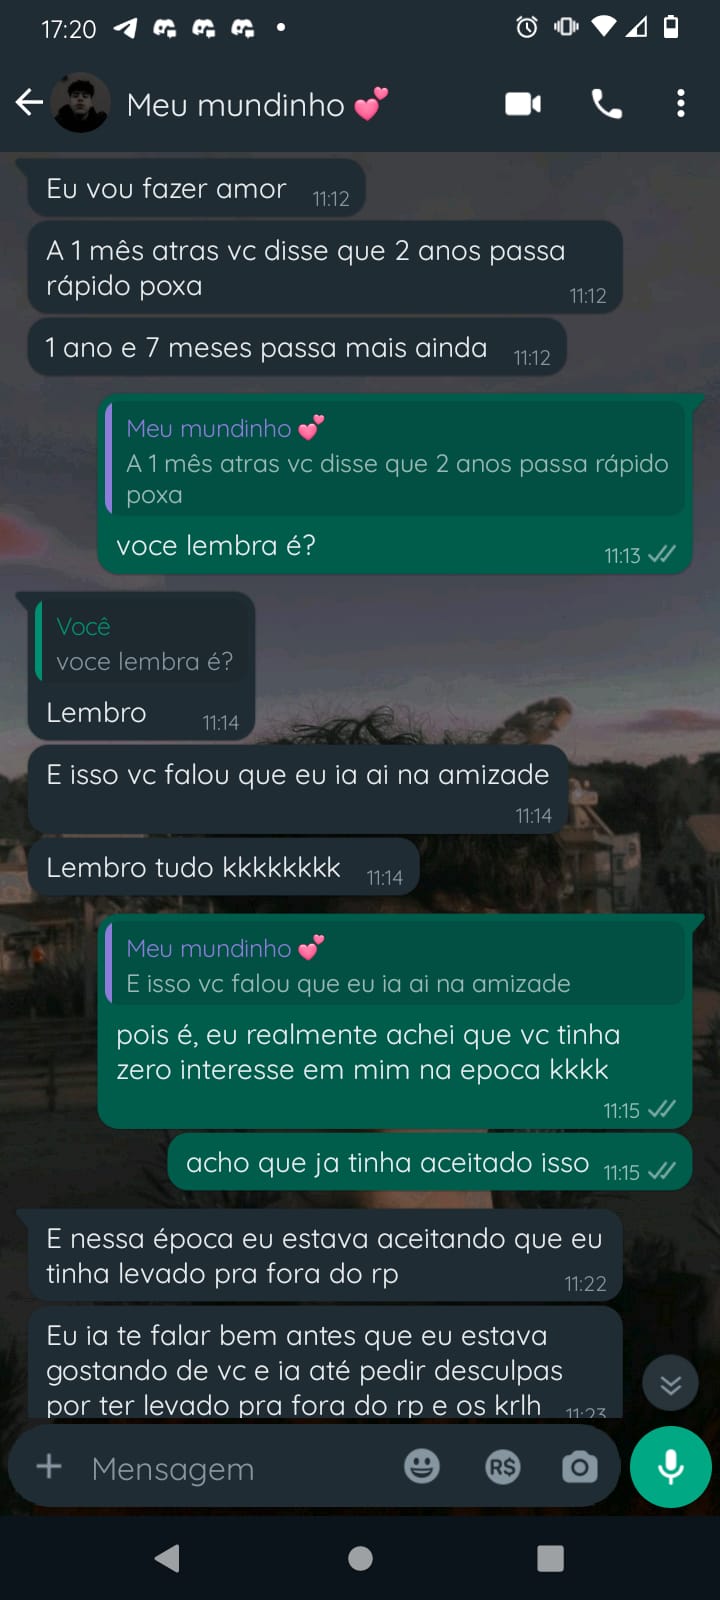 17:20
Meu mundinho 💕
Eu vou fazer amor 11:12
A 1 mês atras vc disse que 2 anos passa
rápido poxa 11:12
1 ano e 7 meses passa mais ainda 11:12
Meu mundinho 💕
A 1 mês atras vc disse que 2 anos passa rápido
poxa
voce lembra é? 11:13
Você
voce lembra é?
Lembro 11:14
E isso vc falou que eu ia ai na amizade
11:14
Lembro tudo kkkkkkkk 11:14
Meu mundinho 💕
E isso vc falou que eu ia ai na amizade
pois é, eu realmente achei que vc tinha
zero interesse em mim na epoca kkkk
11:15
acho que ja tinha aceitado isso 11:15
E nessa época eu estava aceitando que eu
tinha levado pra fora do rp 11:22
Eu ia te falar bem antes que eu estava
gostando de vc e ia até pedir desculpas
por ter levado pra fora do rp e os krlh 11:23
Mensagem
R$